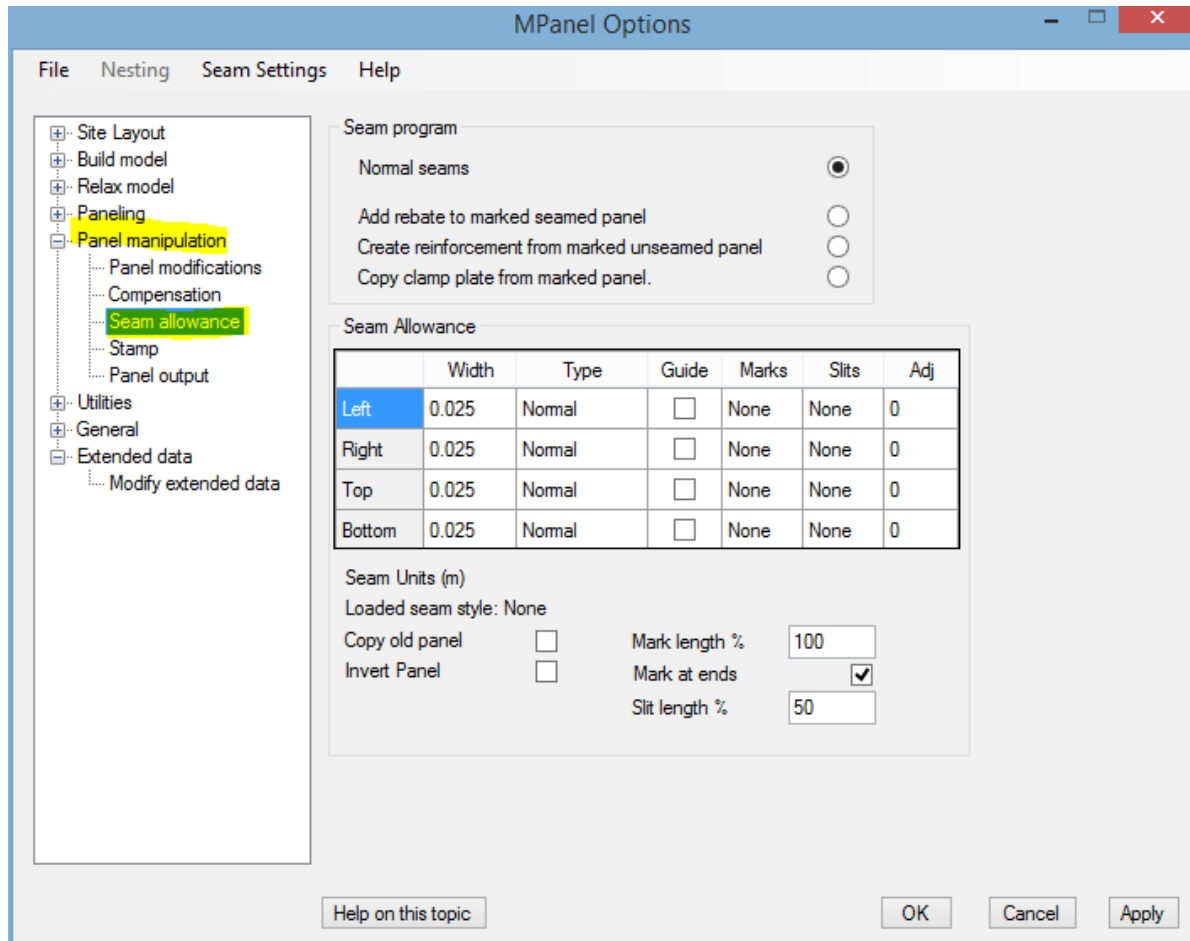 MPanel Options
File Nesting Seam Settings Help
Site Layout
Build model
Relax model
Paneling
Panel manipulation
Panel modifications
Compensation
Seam allowance
Stamp
Panel output
Utilities
General
Extended data
Modify extended data
Seam program
Normal seams
Add rebate to marked seamed panel
Create reinforcement from marked unseamed panel
Copy clamp plate from marked panel.
Seam Allowance
Width Type Guide Marks Slits Adj
Left 0.025 Normal None None 0
Right 0.025 Normal None None 0
Top 0.025 Normal None None 0
Bottom 0.025 Normal None None 0
Seam Units (m)
Loaded seam style: None
Copy old panel Mark length % 100
Invert Panel Mark at ends
Slit length % 50
Help on this topic OK Cancel Apply